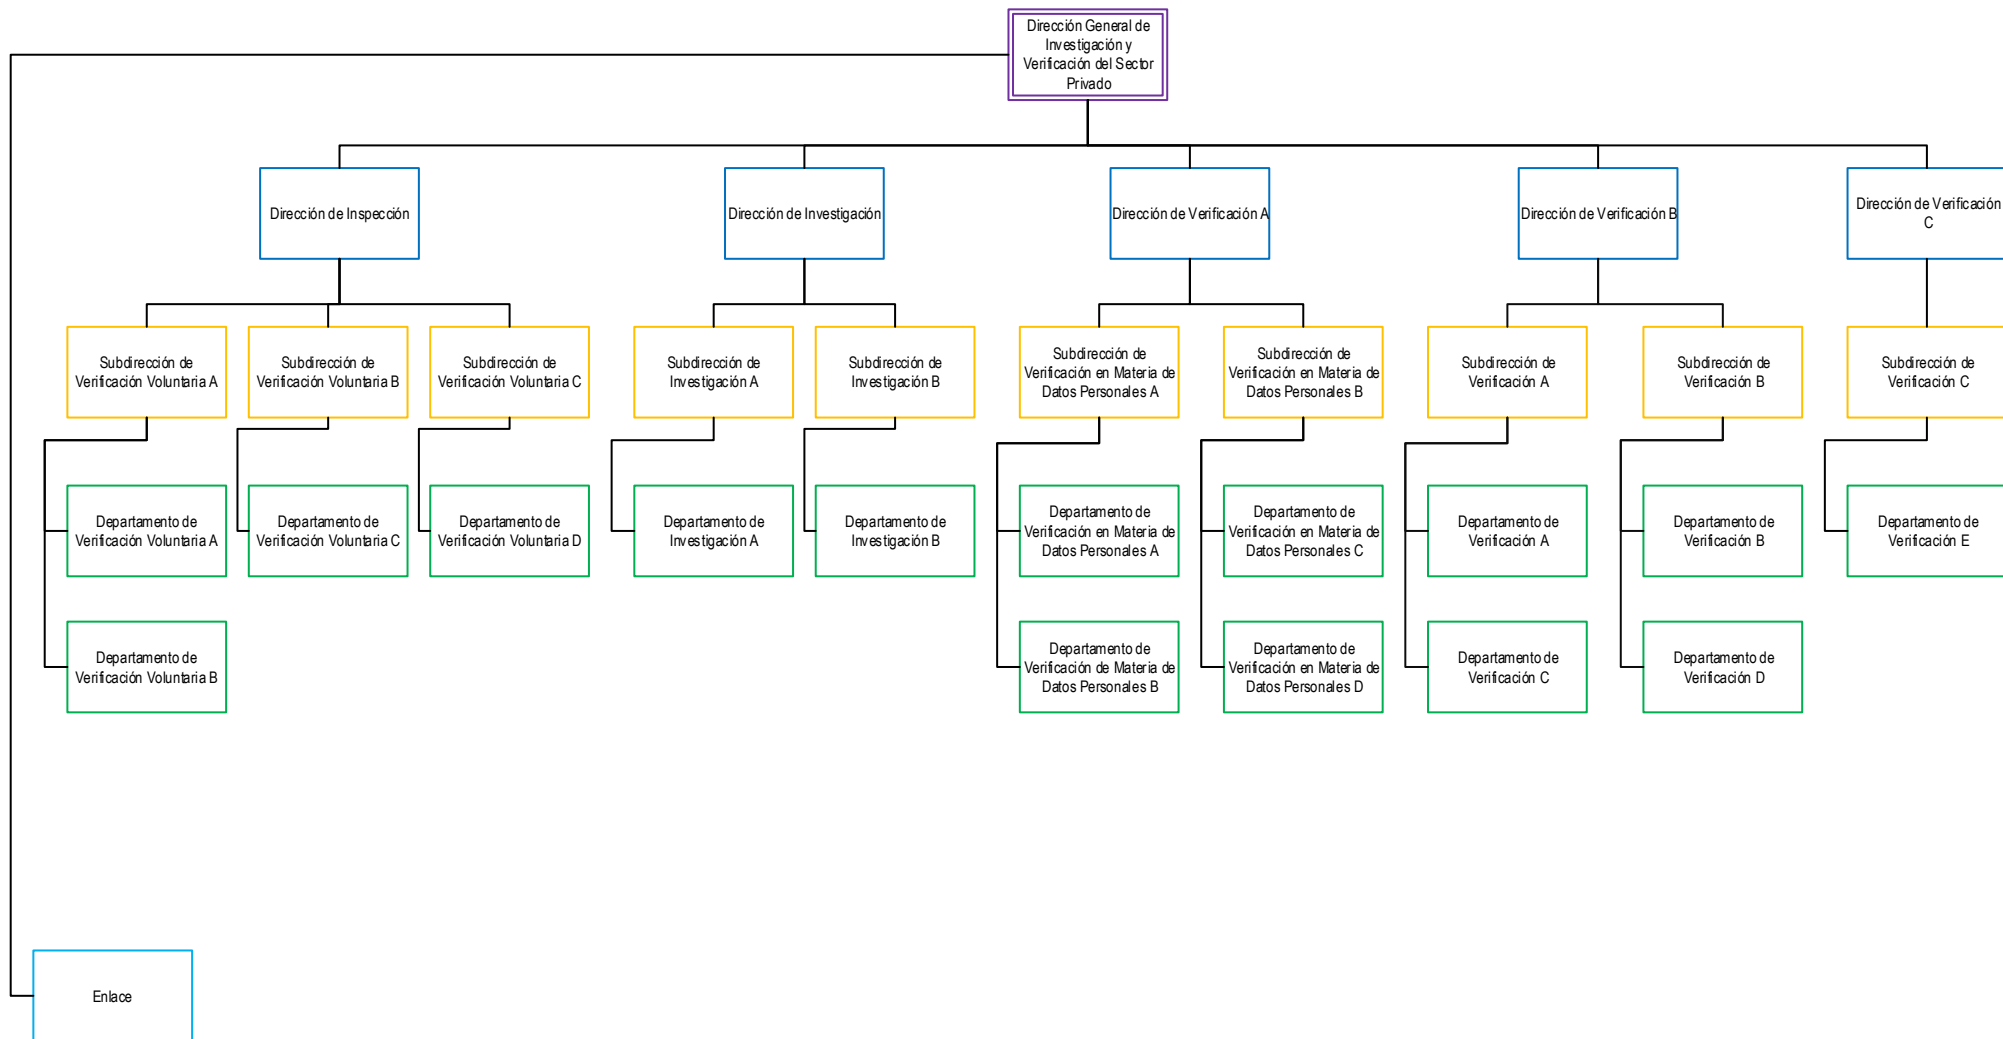 Dirección General de
Investigación y
Verificación del Sector
Privado
Dirección de Inspección
Dirección de Investigación
Dirección de Verificación A
Dirección de Verificación B
Dirección de Verificación
C
Subdirección de
Verificación Voluntaria A
Subdirección de
Verificación Voluntaria B
Subdirección de
Verificación Voluntaria C
Subdirección de
Investigación A
Subdirección de
Investigación B
Subdirección de
Verificación en Materia de
Datos Personales A
Subdirección de
Verificación en Materia de
Datos Personales B
Subdirección de
Verificación A
Subdirección de
Verificación B
Subdirección de
Verificación C
Departamento de
Verificación Voluntaria A
Departamento de
Verificación Voluntaria C
Departamento de
Verificación Voluntaria D
Departamento de
Investigación A
Departamento de
Investigación B
Departamento de
Verificación en Materia de
Datos Personales A
Departamento de
Verificación en Materia de
Datos Personales C
Departamento de
Verificación A
Departamento de
Verificación B
Departamento de
Verificación E
Departamento de
Verificación Voluntaria B
Departamento de
Verificación de Materia de
Datos Personales B
Departamento de
Verificación en Materia de
Datos Personales D
Departamento de
Verificación C
Departamento de
Verificación D
Enlace